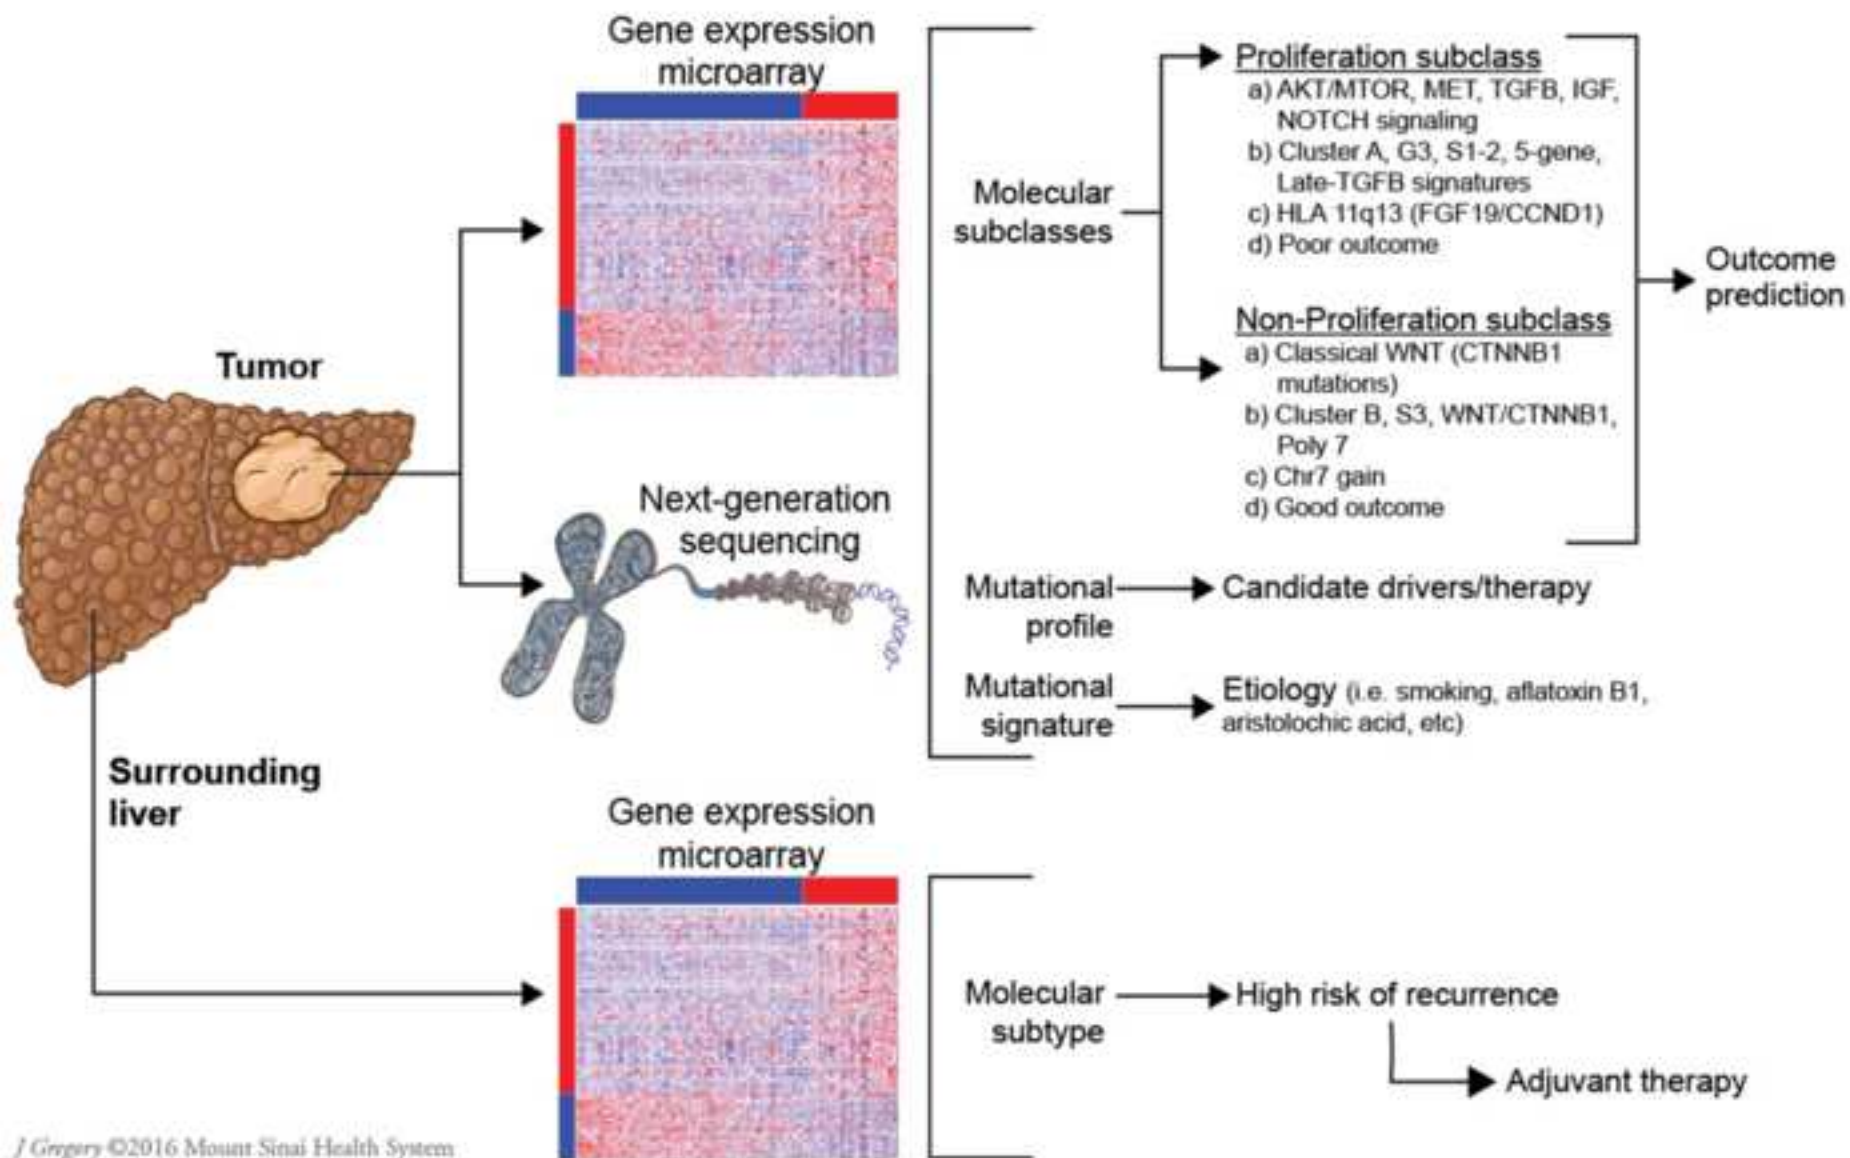 Gene expression
microarray
Tumor
Next-generation
sequencing
Surrounding
liver
Gene expression
microarray
Molecular
subclasses
Proliferation subclass
a) AKT/MTOR, MET, TGFB, IGF,
NOTCH signaling
b) Cluster A, G3, S1-2, 5-gene,
Late-TGFB signatures
c) HLA 11q13 (FGF19/CCND1)
d) Poor outcome
Non-Proliferation subclass
a) Classical WNT (CTNNB1
mutations)
b) Cluster B, S3, WNT/CTNNB1,
Poly 7
c) Chr7 gain
d) Good outcome
Outcome
prediction
Mutational
profile
Candidate drivers/therapy
Mutational
signature
Etiology (i.e. smoking, aflatoxin B1,
aristolochic acid, etc)
Molecular
subtype
High risk of recurrence
Adjuvant therapy
J Gregory ©2016 Mount Sinai Health System